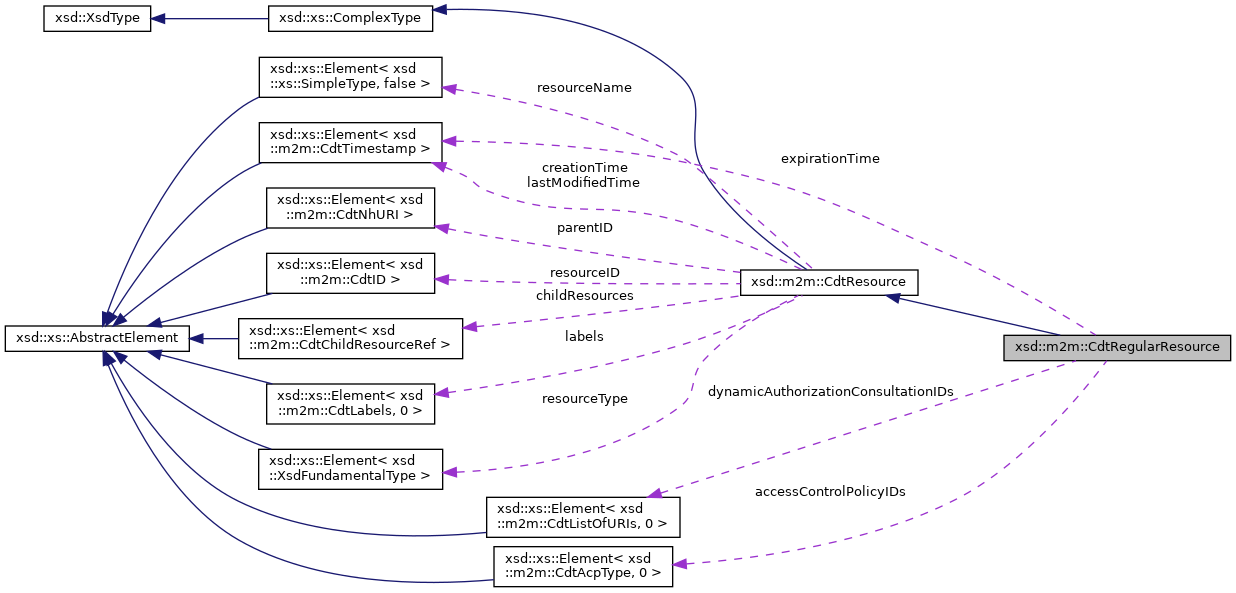 xsd::XsdType
xsd::xs::ComplexType
xsd::xs::Element< xsd
::xs::SimpleType, false >
resourceName
xsd::xs::Element< xsd
::m2m::CdtTimestamp >
expirationTime
creationTime
lastModifiedTime
xsd::xs::Element< xsd
::m2m::CdtNhURI >
parentID
xsd::xs::Element< xsd
::m2m::CdtID >
resourceID
xsd::m2m::CdtResource
childResources
xsd::xs::AbstractElement
xsd::xs::Element< xsd
::m2m::CdtChildResourceRef >
labels
xsd::m2m::CdtRegularResource
xsd::xs::Element< xsd
::m2m::CdtLabels, 0 >
resourceType
dynamicAuthorizationConsultationIDs
xsd::xs::Element< xsd
::XsdFundamentalType >
accessControlPolicyIDs
xsd::xs::Element< xsd
::m2m::CdtListOfURIs, 0 >
xsd::xs::Element< xsd
::m2m::CdtAcpType, 0 >